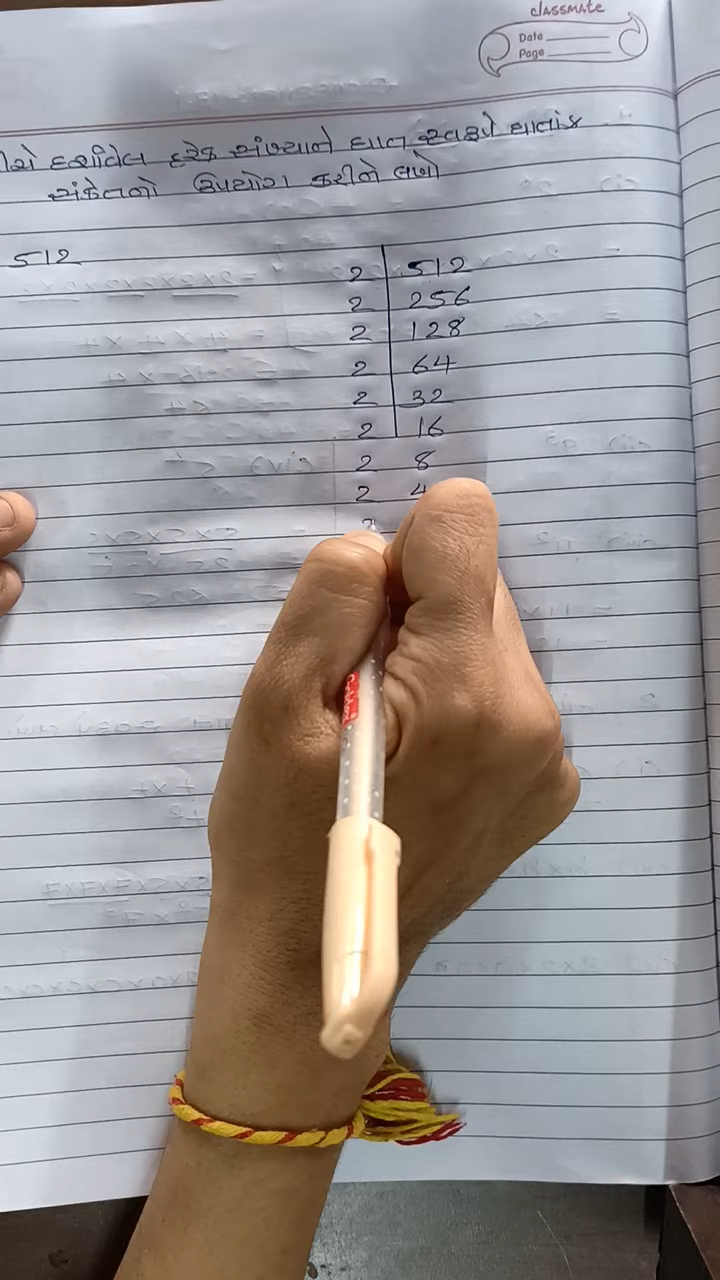 classmate
Date
Page
દર્શાવેલ દરેક સંખ્યાને ઘાત સ્વરૂપે ઘાતાંક
સંકેતનો ઉપયોગ કરીને લખો
512
2 512
2 256
2 128
2 64
2 32
2 16
2 8
2 4